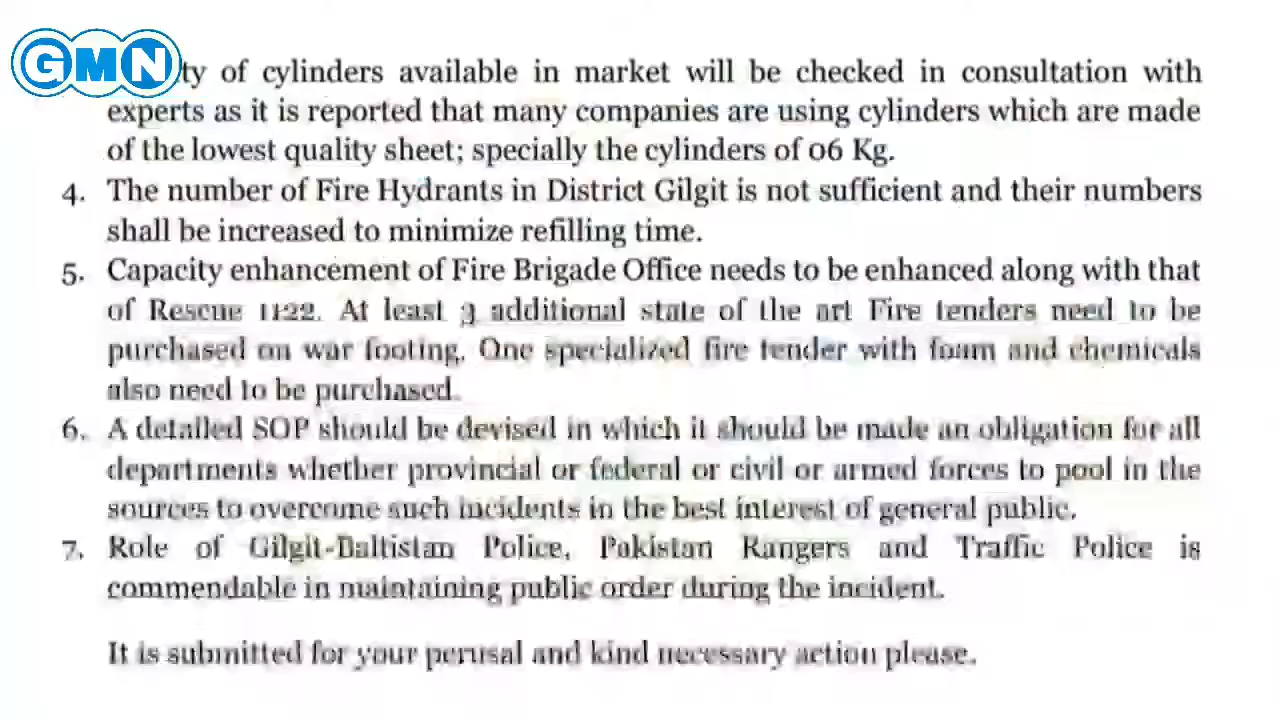 GMN
ty of cylinders available in market will be checked in consultation with
experts as it is reported that many companies are using cylinders which are made
of the lowest quality sheet; specially the cylinders of 06 Kg.
4. The number of Fire Hydrants in District Gilgit is not sufficient and their numbers
shall be increased to minimize refilling time.
5. Capacity enhancement of Fire Brigade Office needs to be enhanced along with that
of Rescue 1122. At least 3 additional state of the art Fire tenders need to be
purchased on war footing. One specialized fire tender with foam and chemicals
also need to be purchased.
6. A detailed SOP should be devised in which it should be made an obligation for all
departments whether provincial or federal or civil or armed forces to pool in the
sources to overcome such incidents in the best interest of general public.
7. Role of Gilgit-Baltistan Police, Pakistan Rangers and Traffic Police is
commendable in maintaining public order during the incident.
It is submitted for your perusal and kind necessary action please.